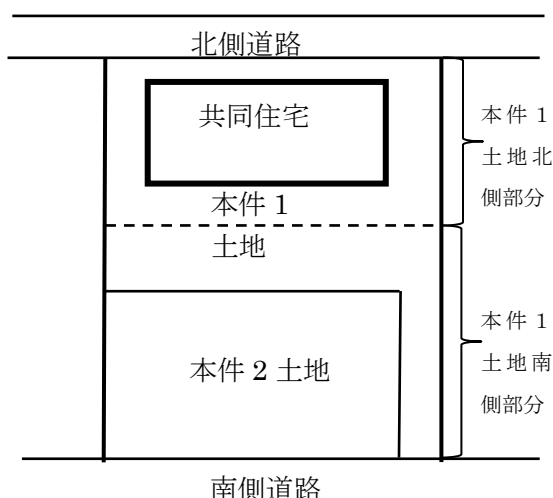 北側道路
共同住宅
本件 1
土地北
側部分
本件 1
土地
本件 2 土地
本件 1
土地南
側部分
南側道路